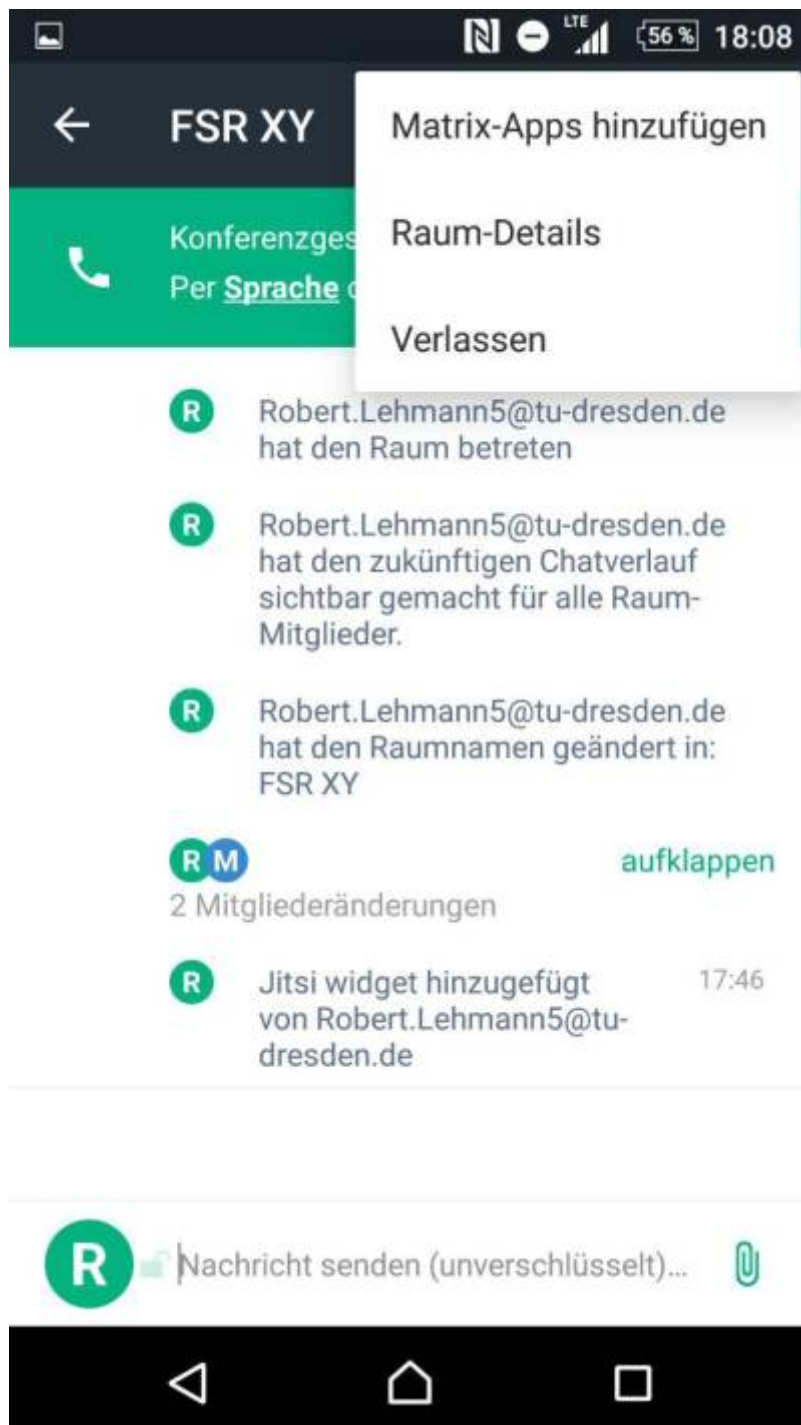 LTE 56 % 18:08
FSR XY
Matrix-Apps hinzufügen
Raum-Details
Verlassen
Konferenzges
Per Sprache
R Robert.Lehmann5@tu-dresden.de
hat den Raum betreten
R Robert.Lehmann5@tu-dresden.de
hat den zukünftigen Chatverlauf
sichtbar gemacht für alle Raum-
Mitglieder.
R Robert.Lehmann5@tu-dresden.de
hat den Raumnamen geändert in:
FSR XY
R M aufklappen
2 Mitgliederänderungen
R Jitsi widget hinzugefügt 17:46
von Robert.Lehmann5@tu-
dresden.de
R Nachricht senden (unverschlüsselt)...